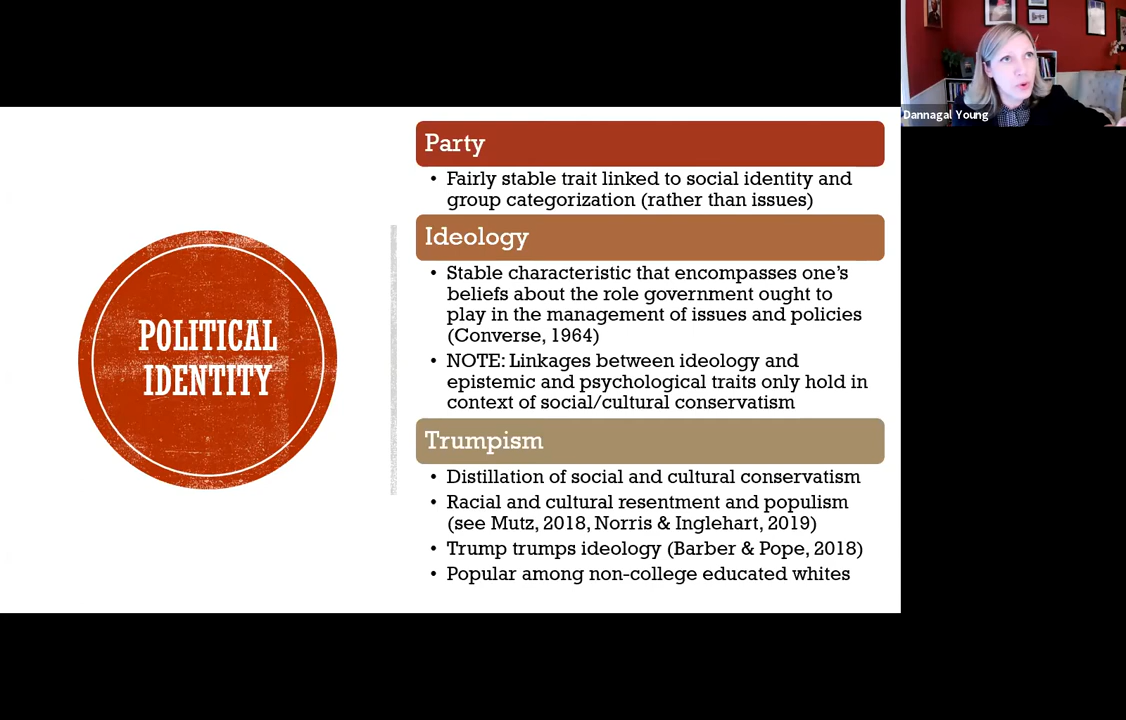 Dannagal Young
POLITICAL
IDENTITY
Party
• Fairly stable trait linked to social identity and
group categorization (rather than issues)
Ideology
• Stable characteristic that encompasses one’s
beliefs about the role government ought to
play in the management of issues and policies
(Converse, 1964)
• NOTE: Linkages between ideology and
epistemic and psychological traits only hold in
context of social/cultural conservatism
Trumpism
• Distillation of social and cultural conservatism
• Racial and cultural resentment and populism
(see Mutz, 2018, Norris & Inglehart, 2019)
• Trump trumps ideology (Barber & Pope, 2018)
• Popular among non-college educated whites